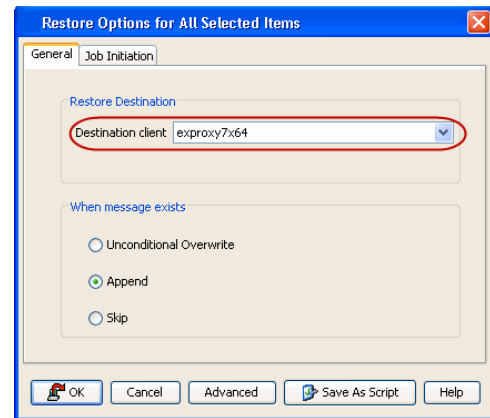 Restore Options for All Selected Items
General Job Initiation
Restore Destination
Destination client exproxy7x64
When message exists
Unconditional Overwrite
Append
Skip
OK Cancel Advanced Save As Script Help